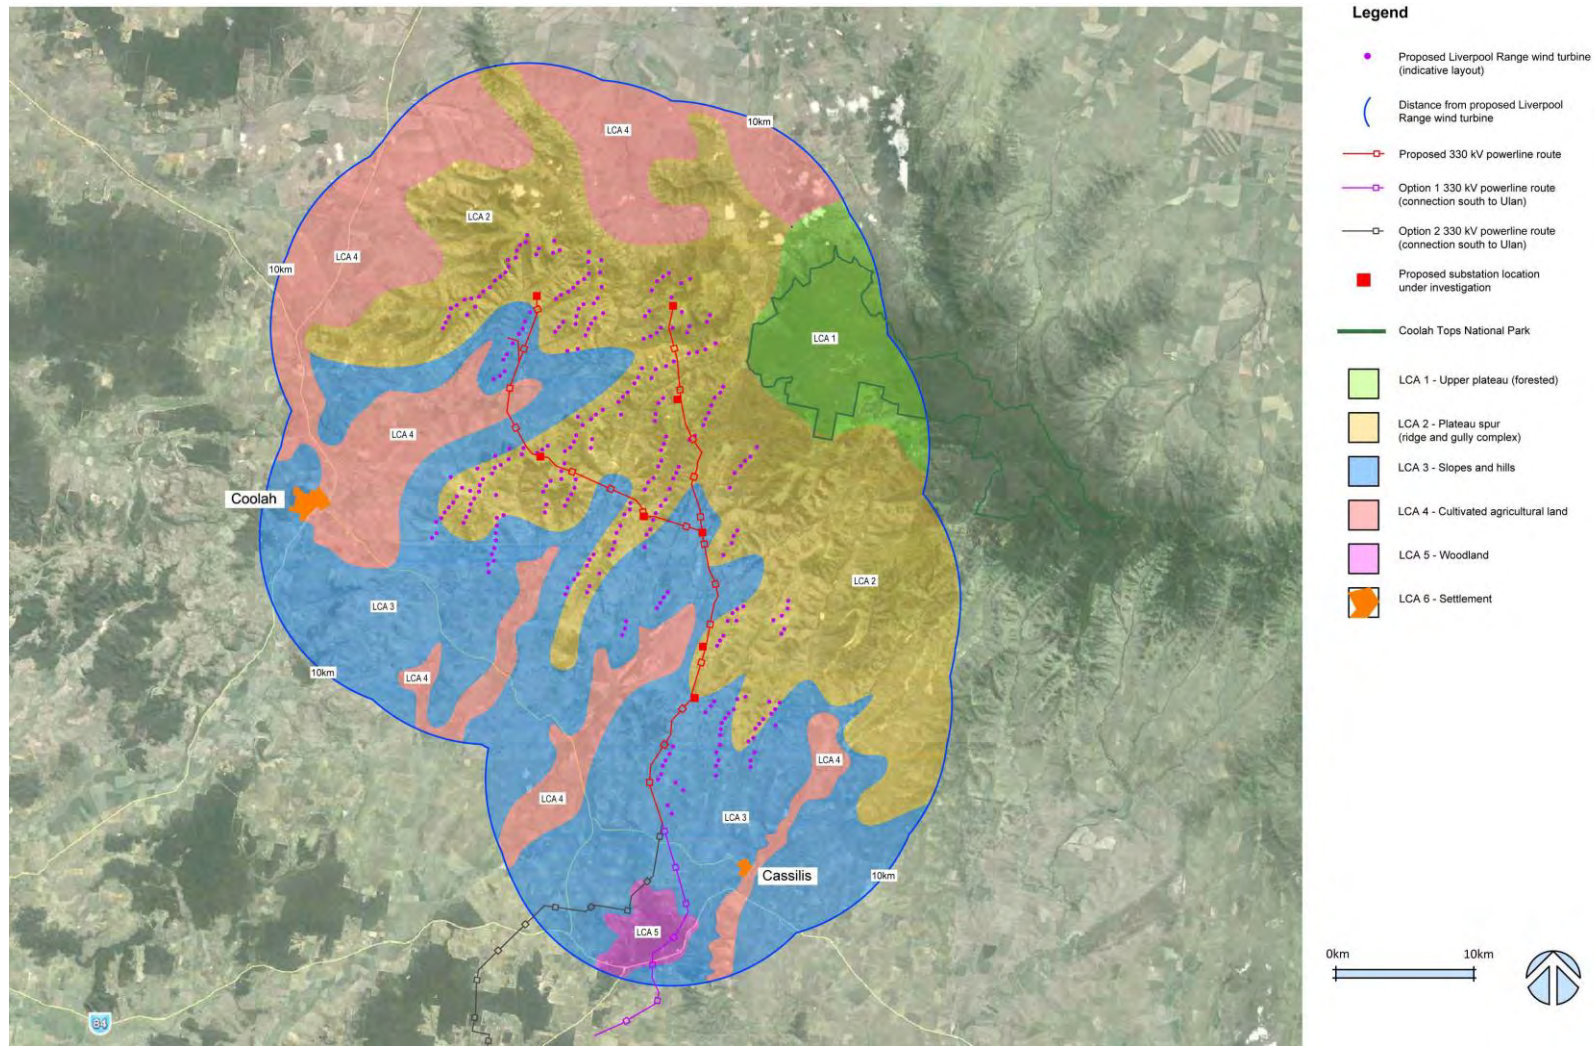 Legend
Proposed Liverpool Range wind turbine
(indicative layout)
Distance from proposed Liverpool
Range wind turbine
Proposed 330 kV powerline route
Option 1 330 kV powerline route
(connection south to Ulan)
Option 2 330 kV powerline route
(connection south to Ulan)
Proposed substation location
under investigation
Coolah Tops National Park
LCA 1 - Upper plateau (forested)
LCA 2 - Plateau spur
(ridge and gully complex)
LCA 3 - Slopes and hills
LCA 4 - Cultivated agricultural land
LCA 5 - Woodland
LCA 6 - Settlement
0km
10km
10km
LCA 4
LCA 2
LCA 4
10km
LCA 1
LCA 4
Coolah
LCA 2
LCA 3
10km
LCA 4
LCA 4
LCA 4
LCA 3
Cassilis
10km
LCA 5
84